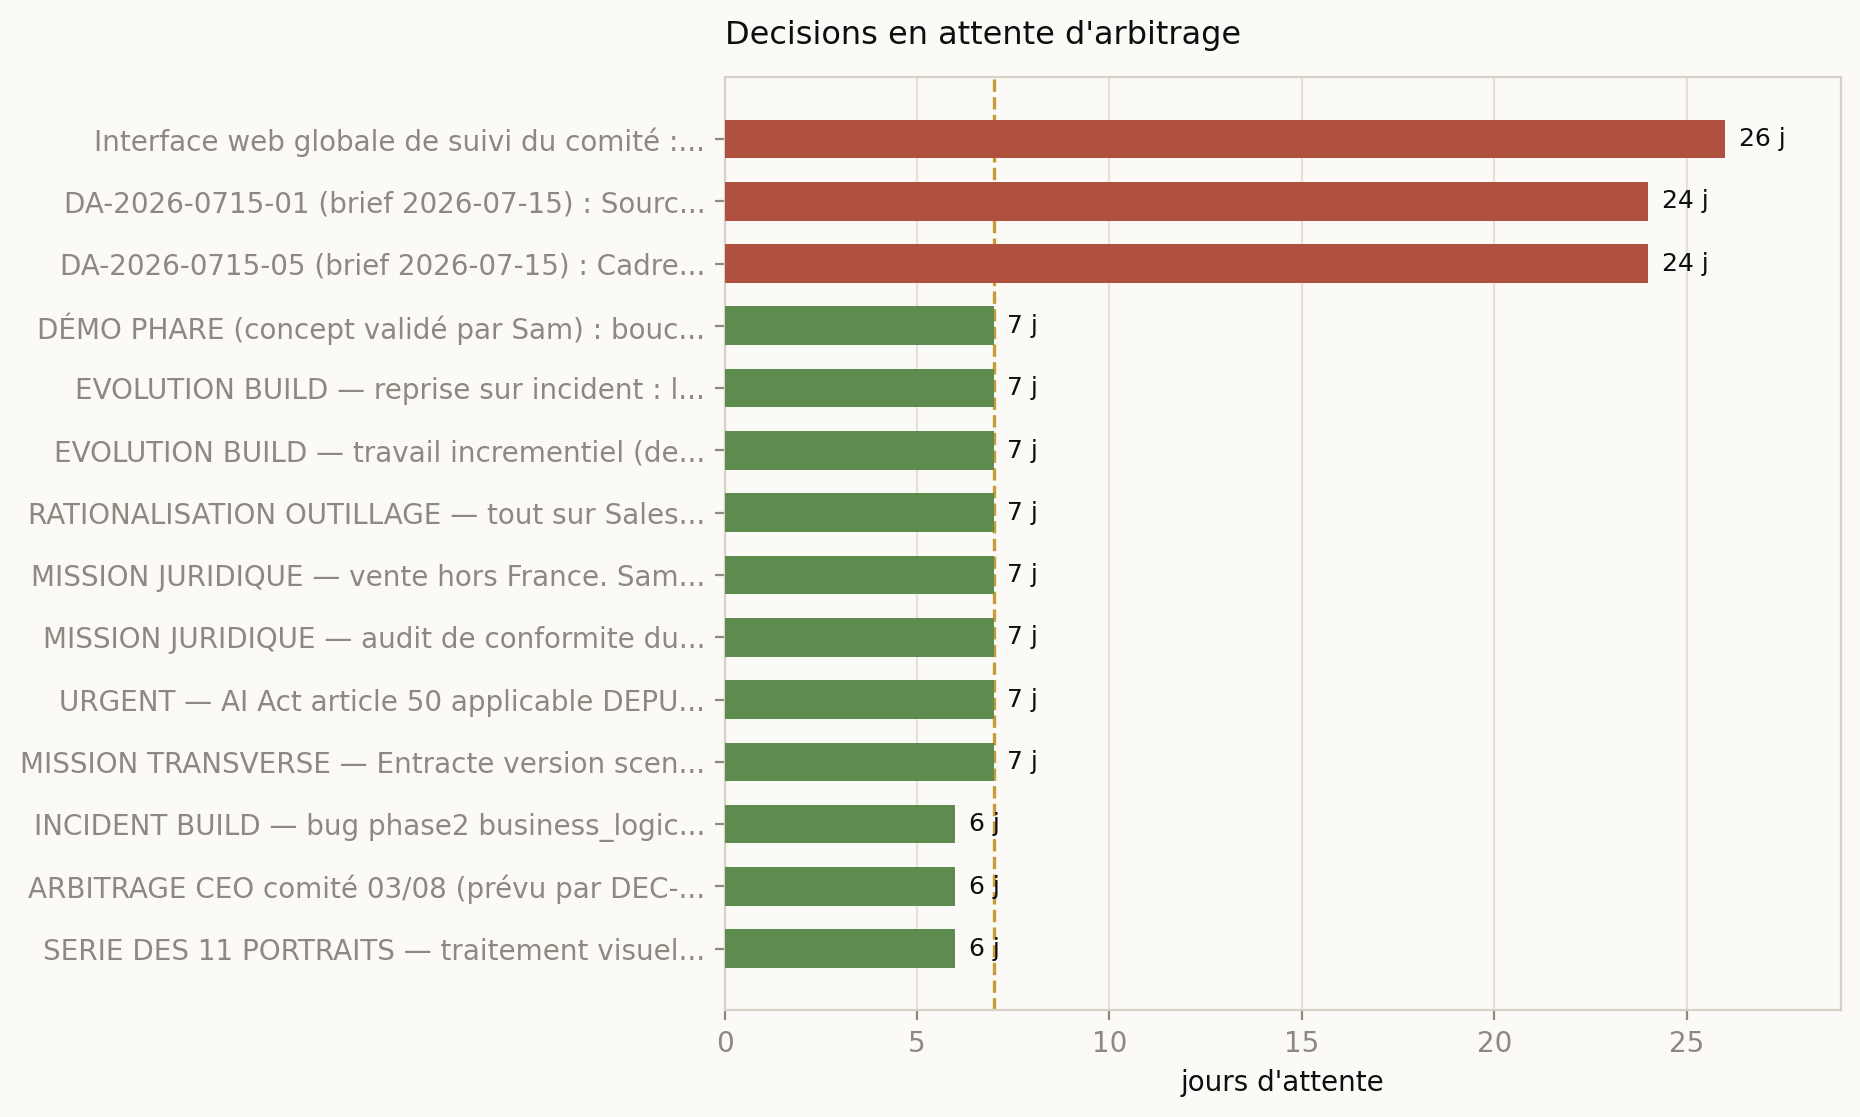 Decisions en attente d'arbitrage
Interface web globale de suivi du comité :... 26 j
DA-2026-0715-01 (brief 2026-07-15) : Sourc... 24 j
DA-2026-0715-05 (brief 2026-07-15) : Cadre... 24 j
DÉMO PHARE (concept validé par Sam) : bouc... 7 j
EVOLUTION BUILD — reprise sur incident : l... 7 j
EVOLUTION BUILD — travail incrementiel (de... 7 j
RATIONALISATION OUTILLAGE — tout sur Sales... 7 j
MISSION JURIDIQUE — vente hors France. Sam... 7 j
MISSION JURIDIQUE — audit de conformite du... 7 j
URGENT — AI Act article 50 applicable DEPU... 7 j
MISSION TRANSVERSE — Entracte version scen... 7 j
INCIDENT BUILD — bug phase2 business_logic... 6 j
ARBITRAGE CEO comité 03/08 (prévu par DEC-... 6 j
SERIE DES 11 PORTRAITS — traitement visuel... 6 j
0 5 10 15 20 25
jours d'attente